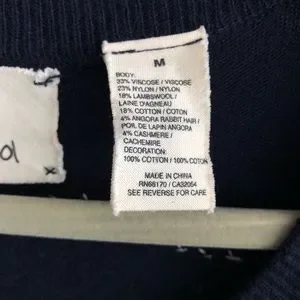 M
BODY:
33% VISCOSE / VISCOSE
23% NYLON / NYLON
18% LAMBSWOOL /
LAINE D'AGNEAU
18% COTTON / COTON
4% ANGORA RABBIT HAIR /
POIL DE LAPIN ANGORA
4% CASHMERE /
CACHEMIRE
DECORATION:
100% COTTON / 100% COTON
MADE IN CHINA
RN66170 / CA32054
SEE REVERSE FOR CARE